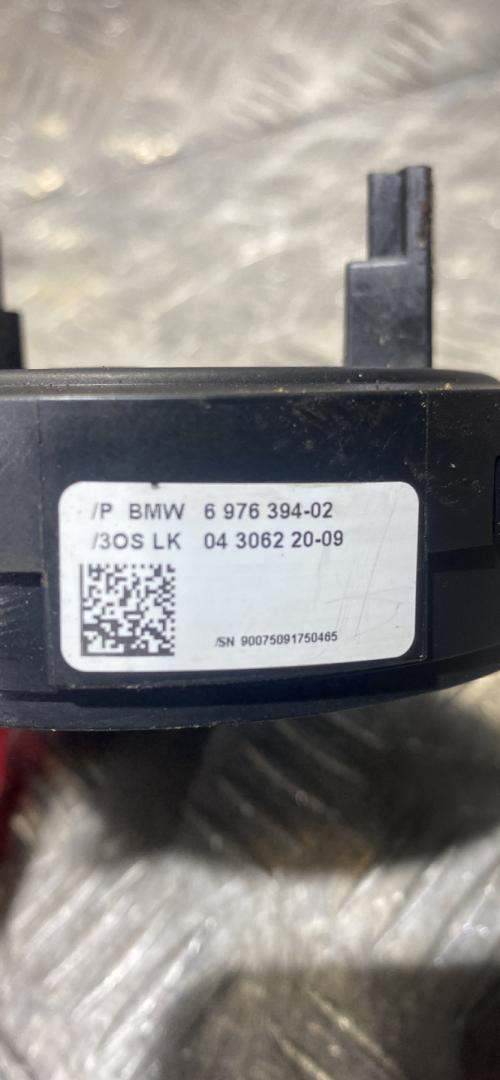 /P BMW 6 976 394-02
/3OS LK 04 3062 20-09
/SN 90075091750465